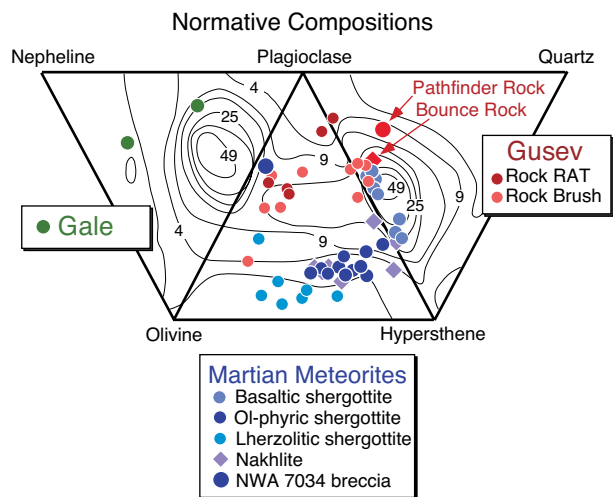 Normative Compositions
Nepheline Plagioclase Quartz
4
Pathfinder Rock
Bounce Rock
25
9
49
Gusev
Rock RAT
Rock Brush
49
25
9
Gale
4
9
9
4
Olivine Hypersthene
Martian Meteorites
Basaltic shergottite
Ol-phyric shergottite
Lherzolitic shergottite
Nakhlite
NWA 7034 breccia